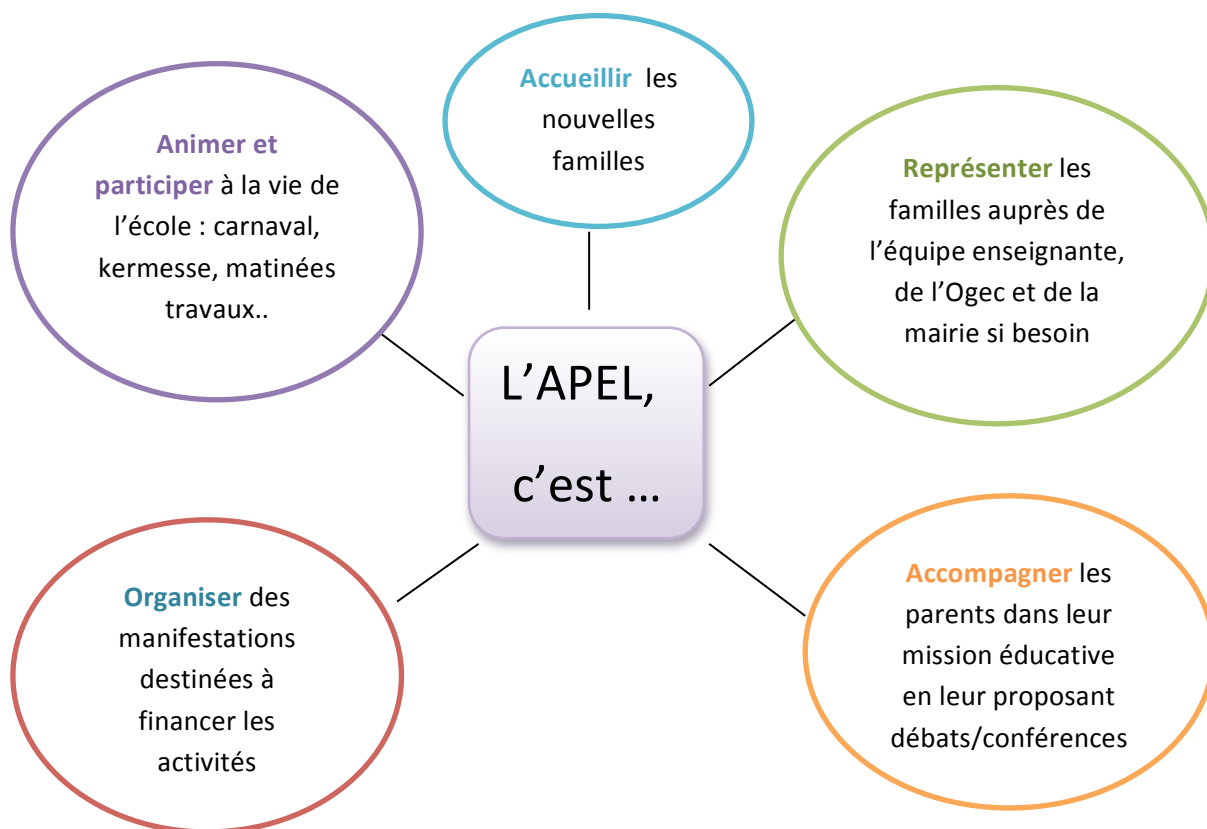 Accueillir les
nouvelles
familles
Animer et
participer à la vie de
l’école : carnaval,
kermesse, matinées
travaux..
Représenter les
familles auprès de
l’équipe enseignante,
de l’Ogec et de la
mairie si besoin
L’APEL,
c’est …
Organiser des
manifestations
destinées à
financer les
activités
Accompagner les
parents dans leur
mission éducative
en leur proposant
débats/conférences